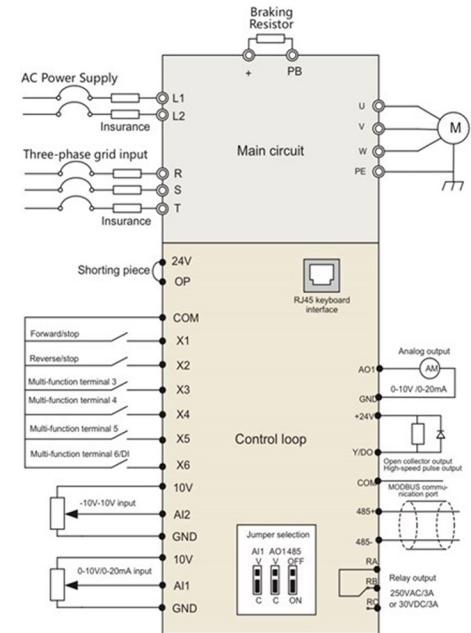 Braking
Resistor
+ PB
AC Power Supply
L1
L2
Insurance
Three-phase grid input
R
S
T
Insurance
Main circuit
U
V
W
PE
M
Shorting piece
24V
OP
RJ45 keyboard
interface
COM
Forward/stop
X1
Reverse/stop
X2
Multi-function terminal 3
X3
Multi-function terminal 4
X4
Multi-function terminal 5
X5
Multi-function terminal 6/DI
X6
Control loop
10V
-10V-10V input
AI2
GND
10V
0-10V/0-20mA input
AI1
GND
Jumper selection
AI1 AO1 485
V V OFF
C C ON
Analog output
AO1
AM
0-10V /0-20mA
GND
+24V
Y/DO
Open collector output
High-speed pulse output
COM
MODBUS commu-
nication port
485+
485-
RA
RB
RC
Relay output
250VAC/3A
or 30VDC/3A